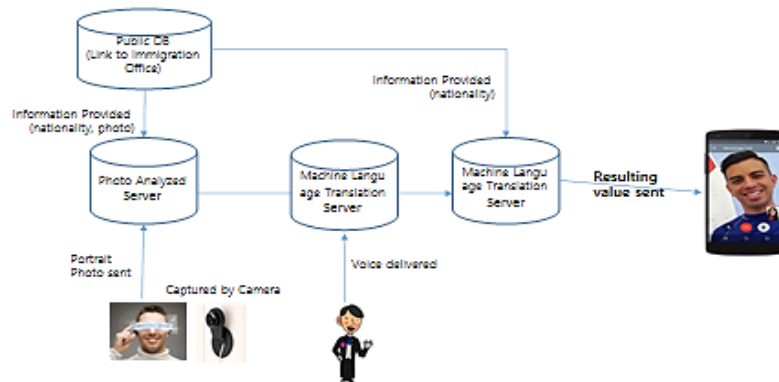 Public DB
(Link to Immigration
Office)
Information Provided
(nationality)
Information Provided
(nationality, photo)
Photo Analyzed
Server
Machine Langu
age Translation
Server
Machine Langu
age Translation
Server
Resulting
value sent
Portrait
Photo sent
Captured by Camera
Voice delivered